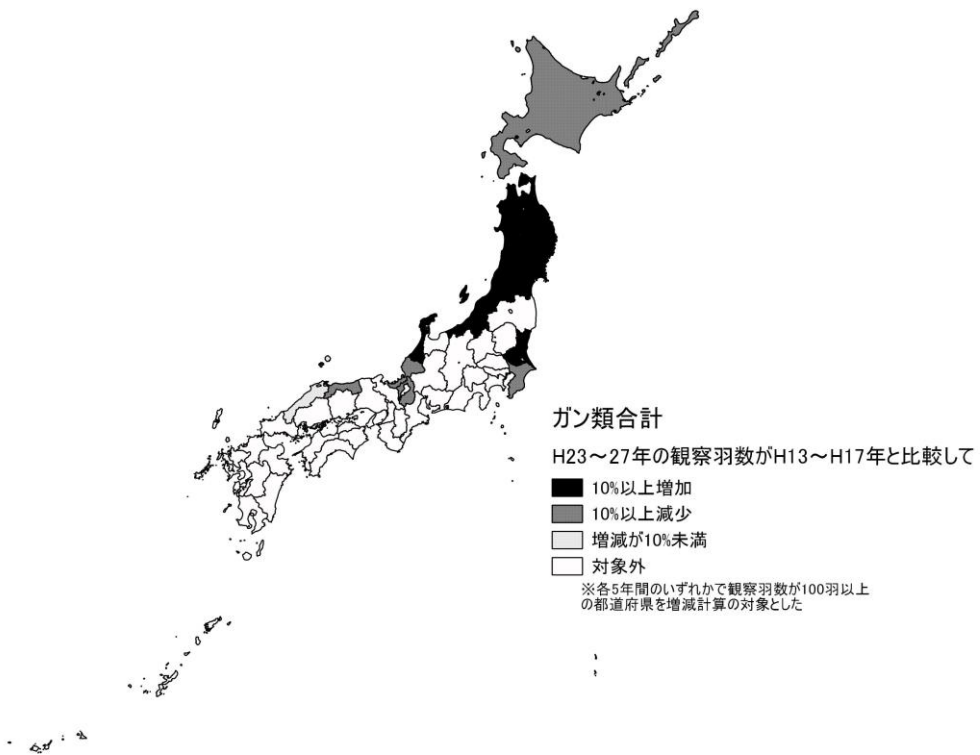 ガン類合計
H23～27年の観察羽数がH13～H17年と比較して
10%以上増加
10%以上減少
増減が10%未満
対象外
※各5年間のいずれかで観察羽数が100羽以上
の都道府県を増減計算の対象とした